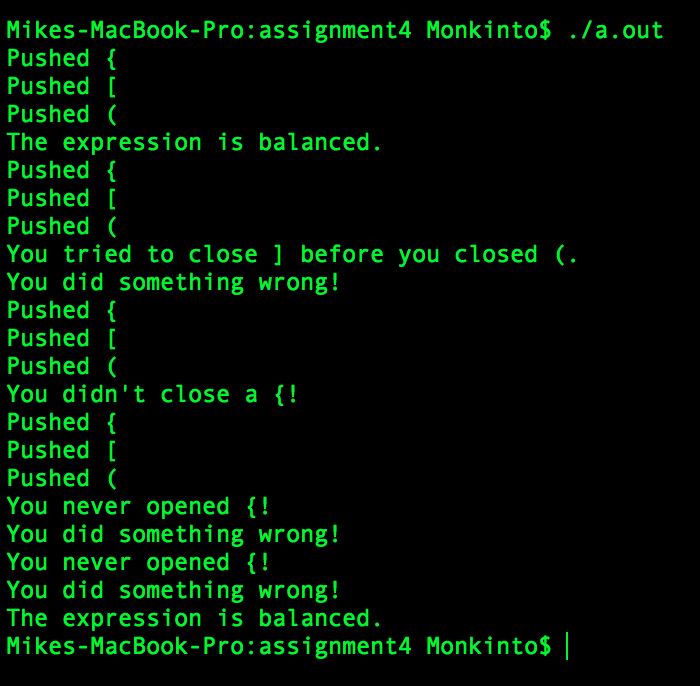 Mikes-MacBook-Pro:assignment4 Monkinto$ ./a.out
Pushed {
Pushed [
Pushed (
The expression is balanced.
Pushed {
Pushed [
Pushed (
You tried to close ] before you closed (.
You did something wrong!
Pushed {
Pushed [
Pushed (
You didn't close a {!
Pushed {
Pushed [
Pushed (
You never opened {!
You did something wrong!
You never opened {!
You did something wrong!
The expression is balanced.
Mikes-MacBook-Pro:assignment4 Monkinto$